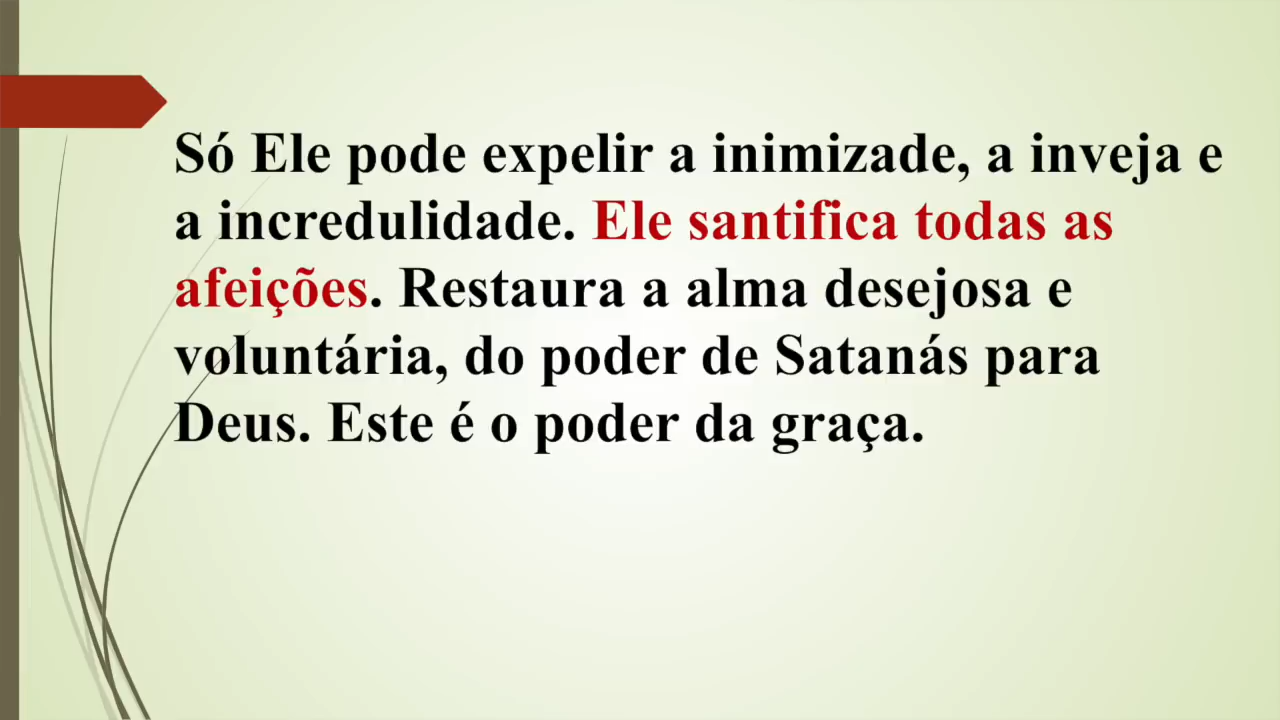 Só Ele pode expelir a inimizade, a inveja e
a incredulidade. Ele santifica todas as
afeições. Restaura a alma desejosa e
voluntária, do poder de Satanás para
Deus. Este é o poder da graça.